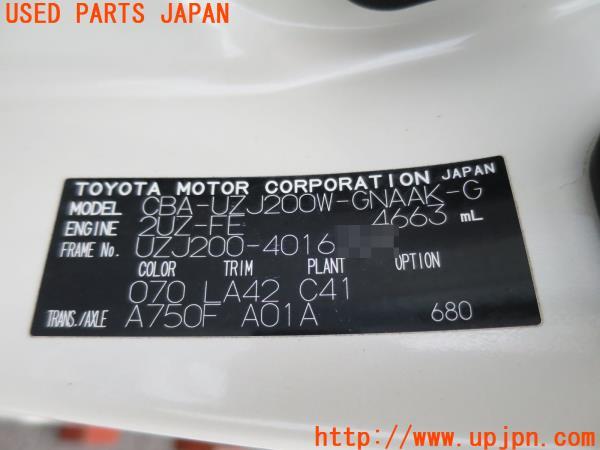 USED PARTS JAPAN
TOYOTA MOTOR CORPORATION JAPAN
MODEL CBA-UZJ200W-GNAAK-G
ENGINE 2UZ-FE 4663 mL
FRAME No. UZJ200-4016
COLOR TRIM PLANT OPTION
070 LA42 C41
TRANS./AXLE A750F A01A 680
UPJ http://www.upjpn.com